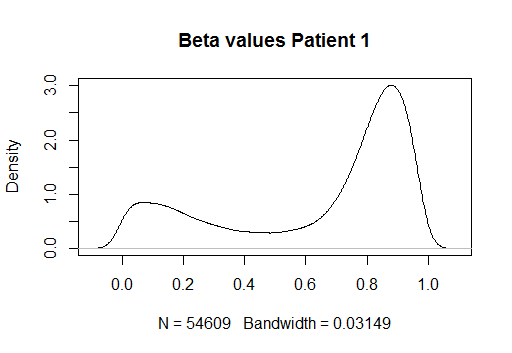 Beta values Patient 1
Density
3.0
2.0
1.0
0.0
0.0 0.2 0.4 0.6 0.8 1.0
N = 54609 Bandwidth = 0.03149